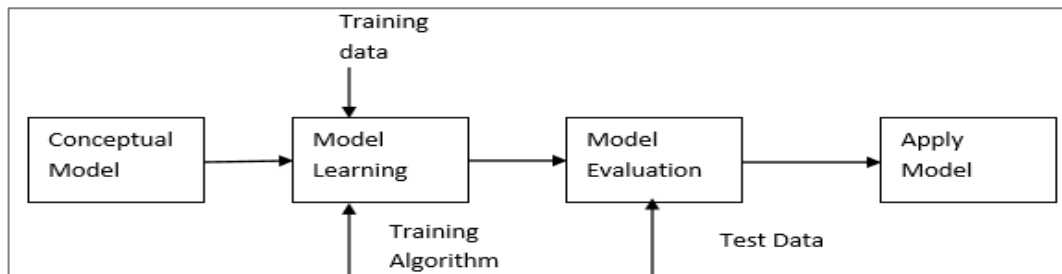 Training
data
Conceptual
Model
Model
Learning
Model
Evaluation
Apply
Model
Training
Algorithm
Test Data